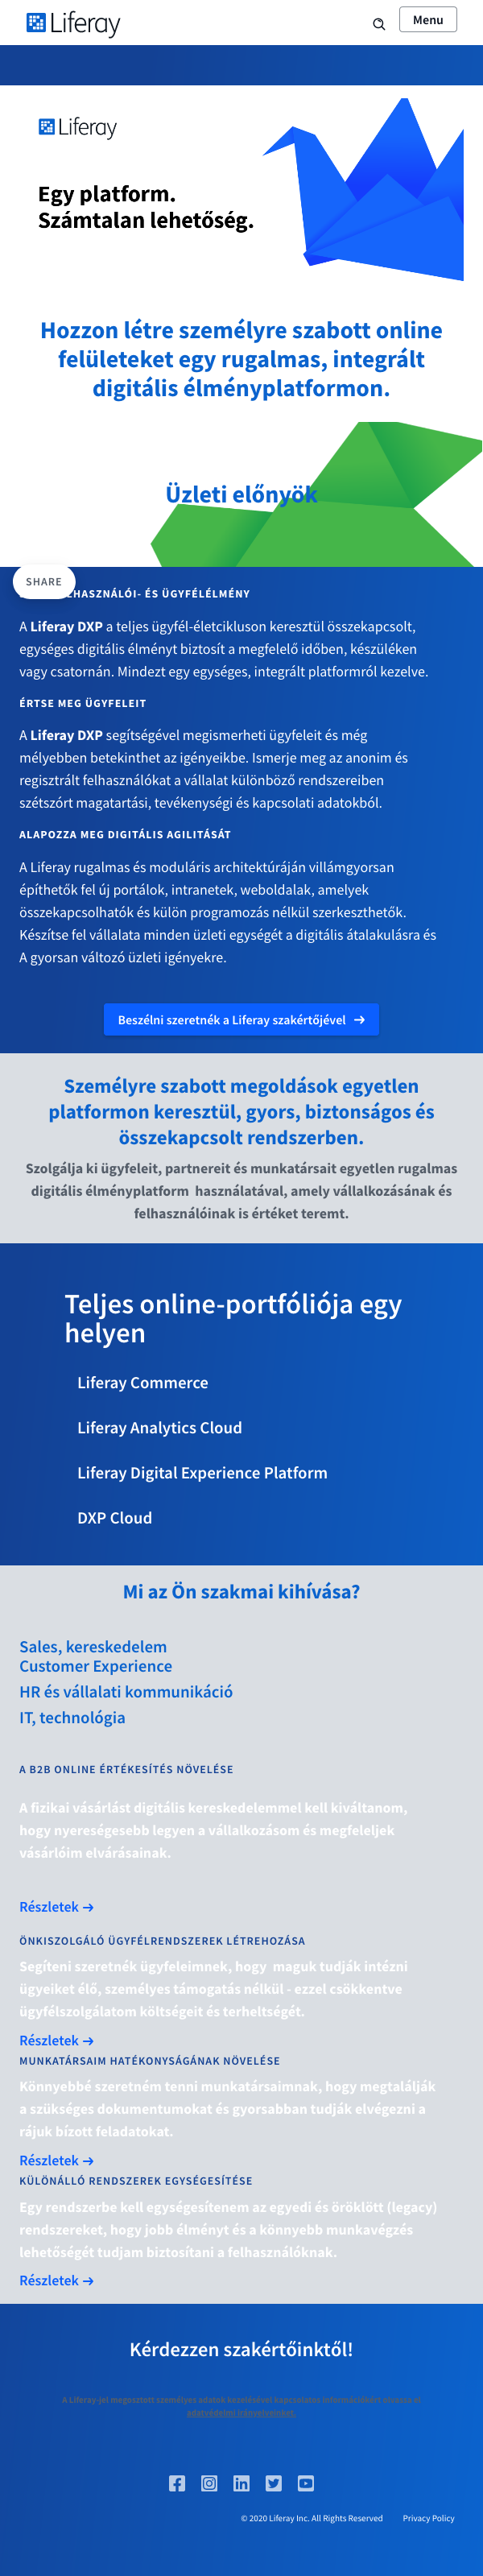 Liferay
Menu
Liferay
Egy platform.
Számtalan lehetőség.
Hozzon létre személyre szabott online
felületeket egy rugalmas, integrált
digitális élményplatformon.
Üzleti előnyök
SHARE
HASZNÁLÓI- ÉS ÜGYFÉLÉLMÉNY
A Liferay DXP a teljes ügyfél-életcikluson keresztül összekapcsolt,
egységes digitális élményt biztosít a megfelelő időben, készüléken
vagy csatornán. Mindezt egy egységes, integrált platformról kezelve.
ÉRTSE MEG ÜGYFELEIT
A Liferay DXP segítségével megismerheti ügyfeleit és még
mélyebben betekinthet az igényeikbe. Ismerje meg az anonim és
regisztrált felhasználókat a vállalat különböző rendszereiben
szétszórt magatartási, tevékenységi és kapcsolati adatokból.
ALAPOZZA MEG DIGITÁLIS AGILITÁSÁT
A Liferay rugalmas és moduláris architektúráján villámgyorsan
építhetők fel új portálok, intranetek, weboldalak, amelyek
összekapcsolhatók és külön programozás nélkül szerkeszthetők.
Készítse fel vállalata minden üzleti egységét a digitális átalakulásra és
A gyorsan változó üzleti igényekre.
Beszélni szeretnék a Liferay szakértőjével →
Személyre szabott megoldások egyetlen
platformon keresztül, gyors, biztonságos és
összekapcsolt rendszerben.
Szolgálja ki ügyfeleit, partnereit és munkatársait egyetlen rugalmas
digitális élményplatform használatával, amely vállalkozásának és
felhasználóinak is értéket teremt.
Teljes online-portfóliója egy
helyen
Liferay Commerce
Liferay Analytics Cloud
Liferay Digital Experience Platform
DXP Cloud
Mi az Ön szakmai kihívása?
Sales, kereskedelem
Customer Experience
HR és vállalati kommunikáció
IT, technológia
A B2B ONLINE ÉRTÉKESÍTÉS NÖVELÉSE
A fizikai vásárlást digitális kereskedelemmel kell kiváltanom,
hogy nyereségesebb legyen a vállalkozásom és megfeleljek
vásárlóim elvárásainak.
Részletek →
ÖNKISZOLGÁLÓ ÜGYFÉLRENDSZEREK LÉTREHOZÁSA
Segíteni szeretnék ügyfeleimnek, hogy maguk tudják intézni
ügyeiket élő, személyes támogatás nélkül - ezzel csökkentve
ügyfélszolgálatom költségeit és terheltségét.
Részletek →
MUNKATÁRSAIM HATÉKONYSÁGÁNAK NÖVELÉSE
Könnyebbé szeretném tenni munkatársaimnak, hogy megtalálják
a szükséges dokumentumokat és gyorsabban tudják elvégezni a
rájuk bízott feladatokat.
Részletek →
KÜLÖNÁLLÓ RENDSZEREK EGYSÉGESÍTÉSE
Egy rendszerbe kell egységesítenem az egyedi és öröklött (legacy)
rendszereket, hogy jobb élményt és a könnyebb munkavégzés
lehetőségét tudjam biztosítani a felhasználóknak.
Részletek →
Kérdezzen szakértőinktől!
A Liferay-jel megosztott személyes adatok kezelésével kapcsolatos információkért olvassa el
adatvédelmi irányelveinket.
© 2020 Liferay Inc. All Rights Reserved Privacy Policy